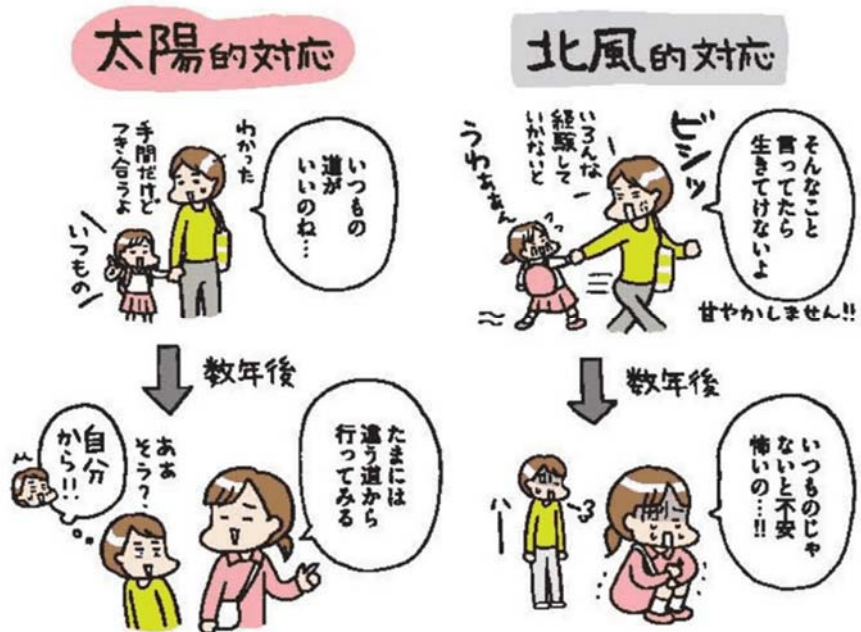 太陽的対応
わかった
いつもの
道が
いいのね…
手間だけど
つき合うよ
いつもの
数年後
たまには
違う道から
行ってみる
ああ
そう?
自分
から!!
北風的対応
ビシッ
そんなこと
言ってたら
生きてけないよ
いろんな
経験して
いかないと
うわぁぁん
甘やかしません!!
数年後
いつものじゃ
ないと不安
怖いの…!!
ハー